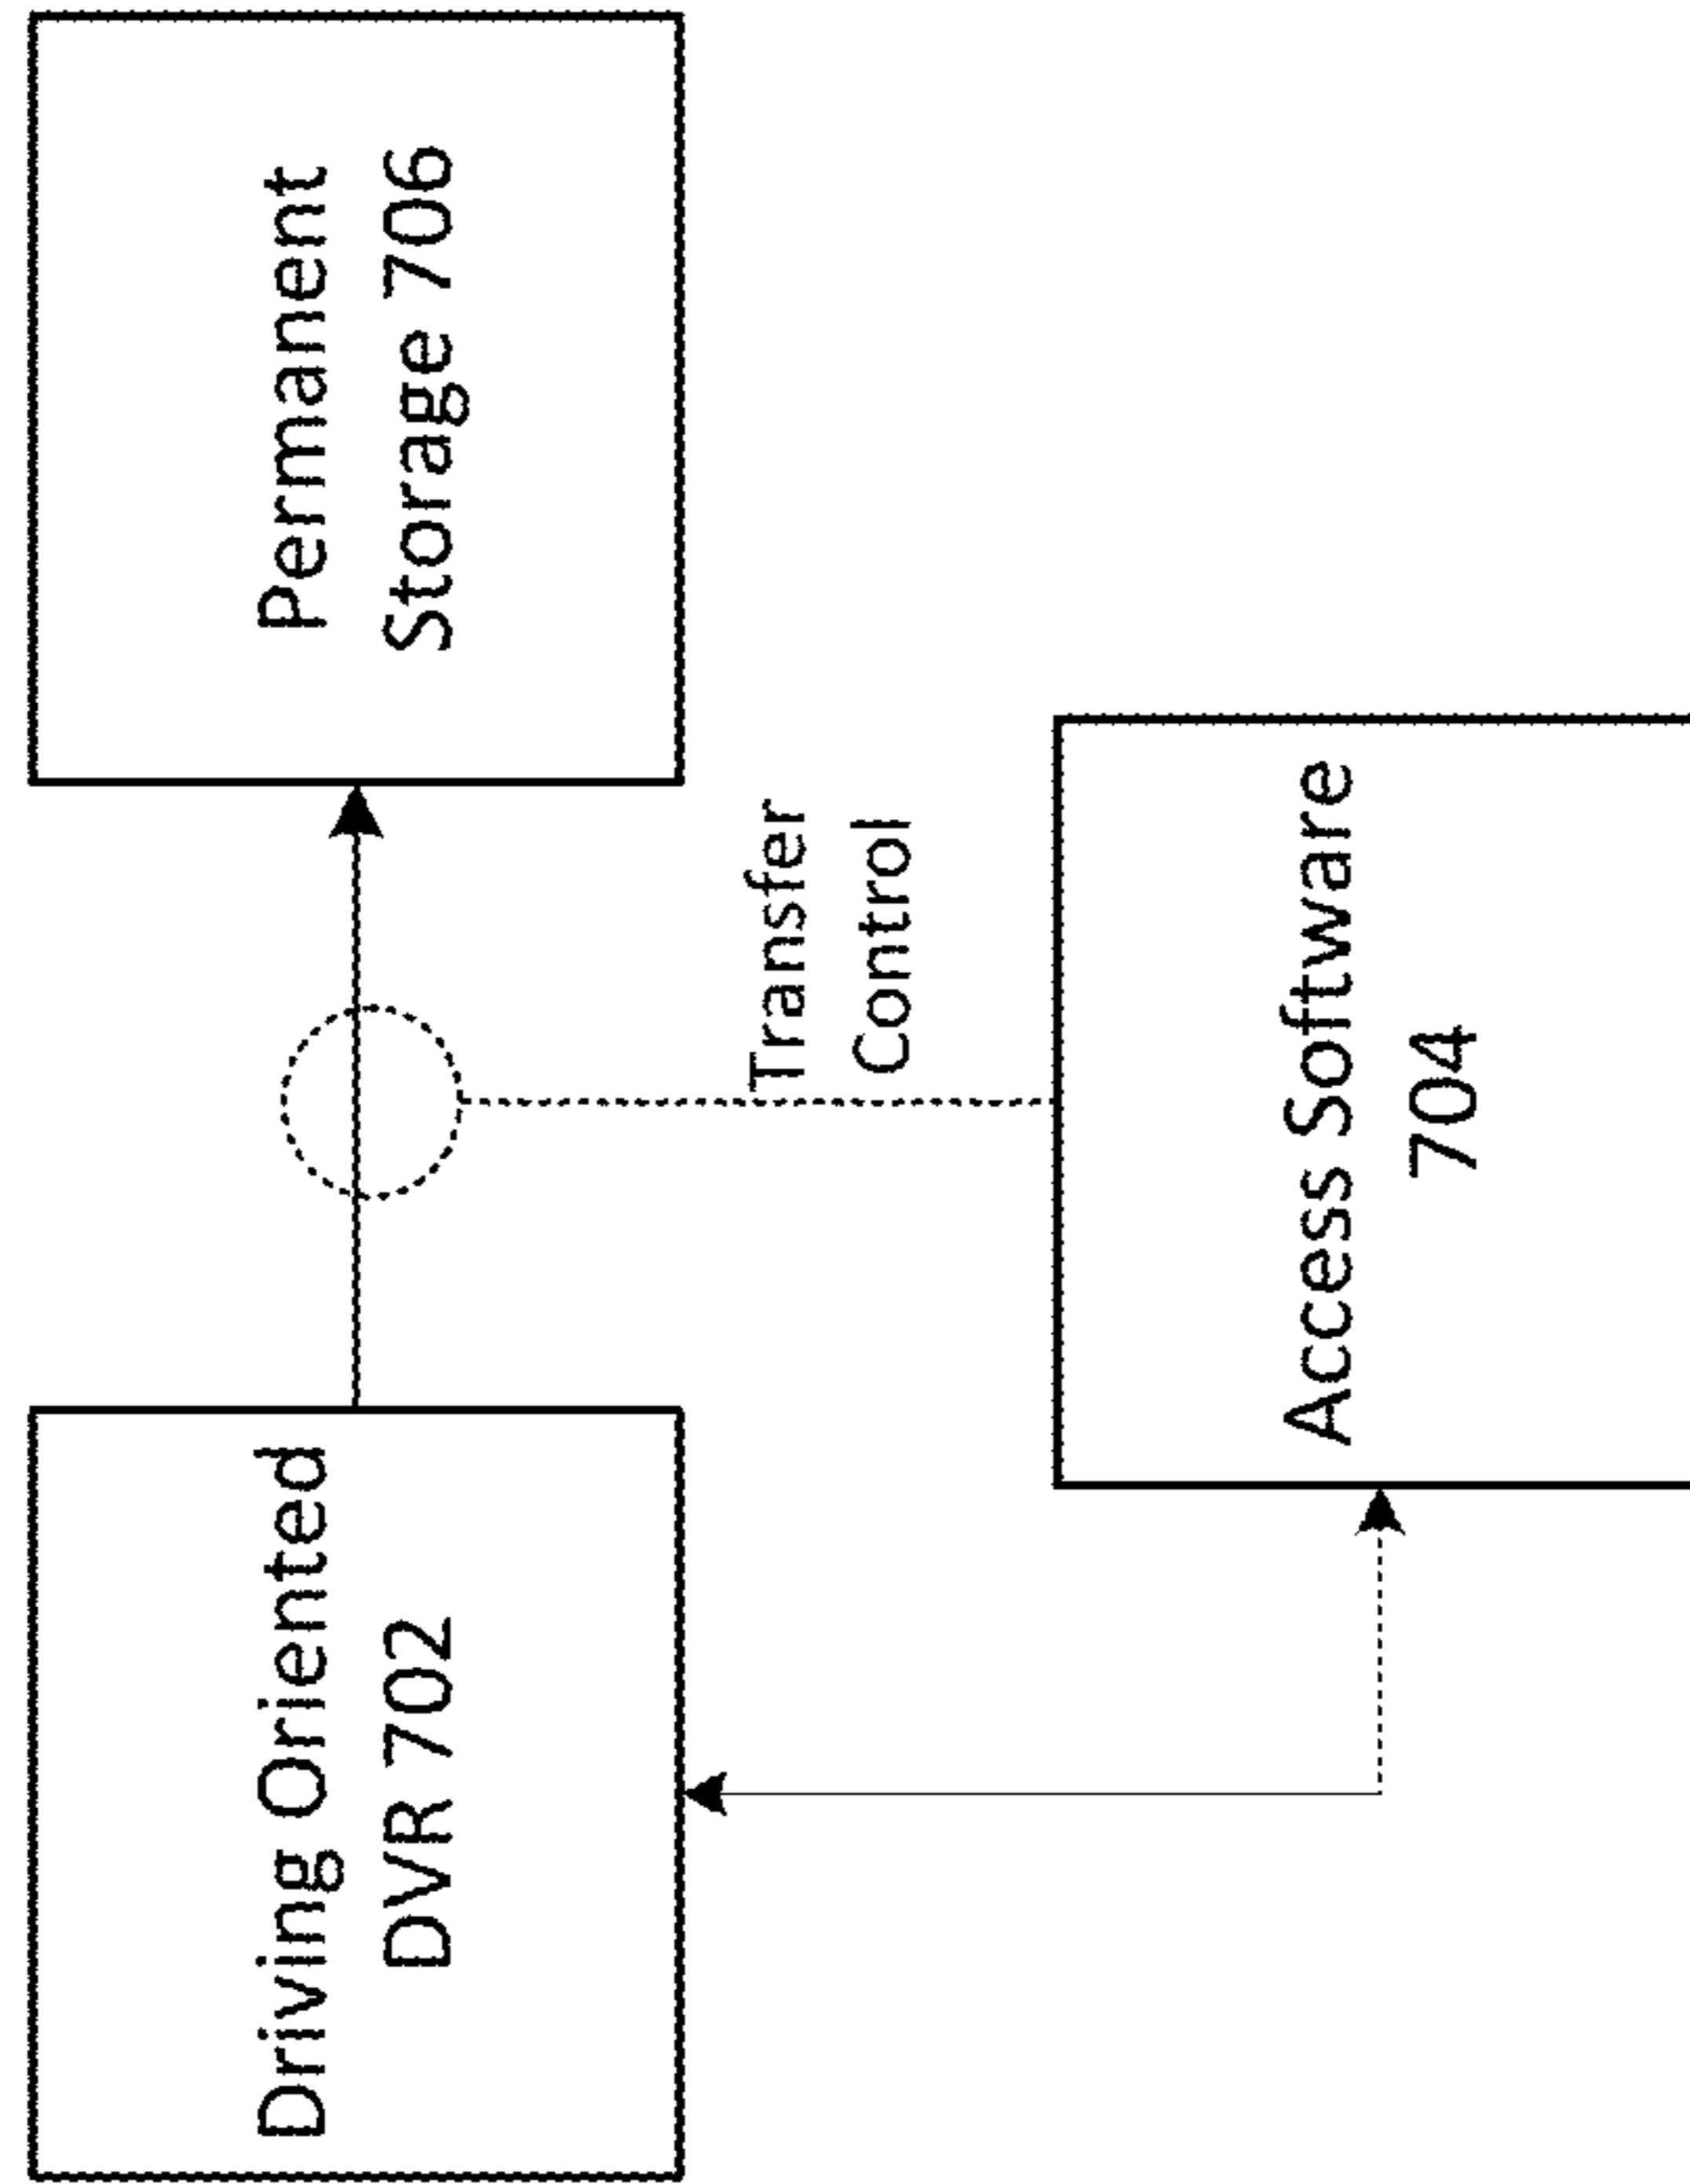 Driving Oriented
DVR 702
Permanent
Storage 706
Transfer
Control
Access Software
704